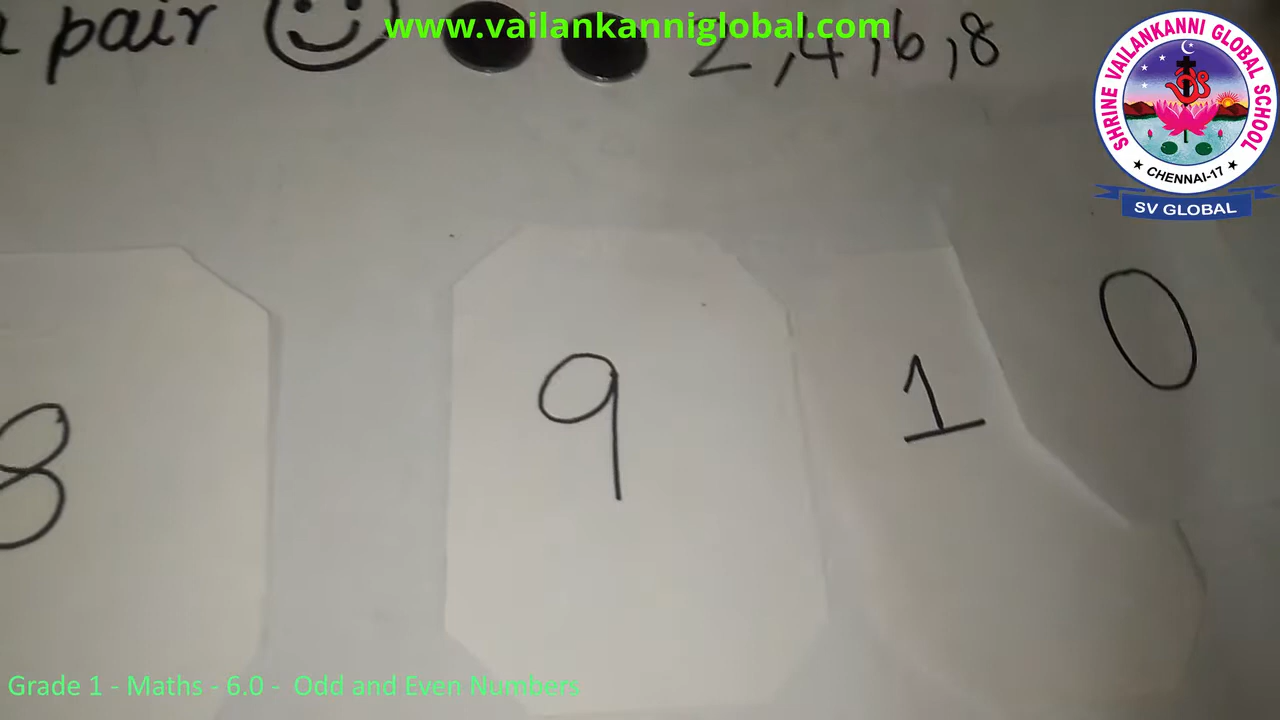 www.vailankanniglobal.com
pair 2,4,6,8
SHRINE VAILANKANNI GLOBAL SCHOOL
★ CHENNAI-17 ★
SV GLOBAL
8 9 10
Grade 1 - Maths - 6.0 - Odd and Even Numbers